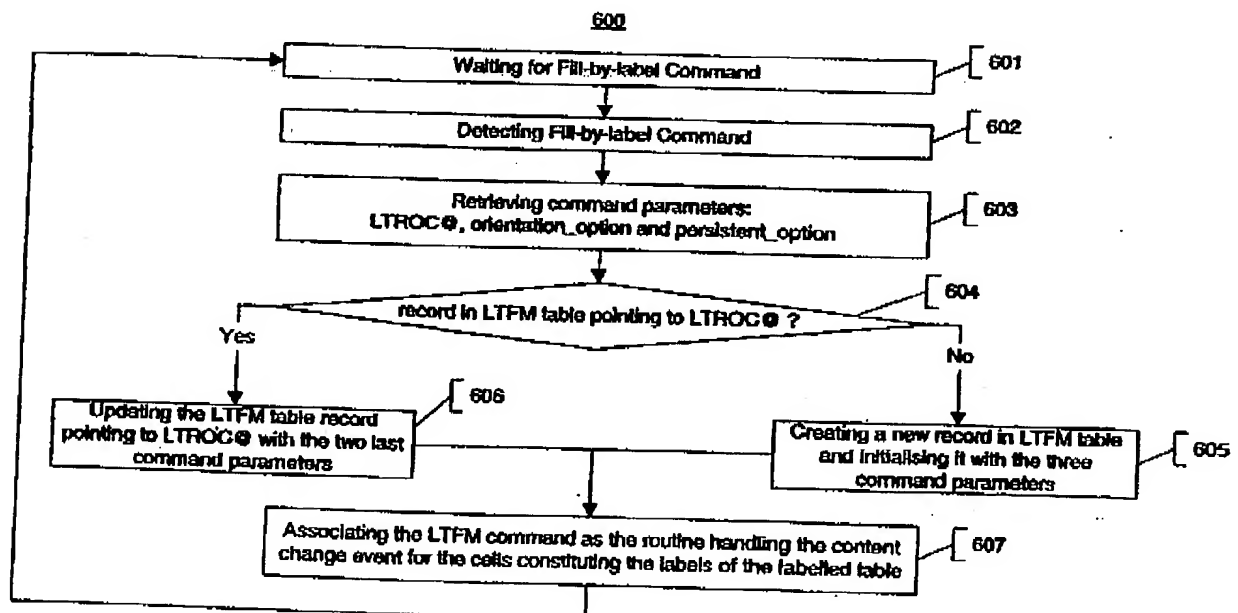 600
Waiting for Fill-by-label Command
601
Detecting Fill-by-label Command
602
Retrieving command parameters:
LTROC@, orientation_option and persistent_option
603
604
record in LTFM table pointing to LTROC@ ?
Yes
No
606
Updating the LTFM table record
pointing to LTROC@ with the two last
command parameters
Creating a new record in LTFM table
and initialising it with the three
command parameters
605
Associating the LTFM command as the routine handling the content
change event for the cells constituting the labels of the labelled table
607